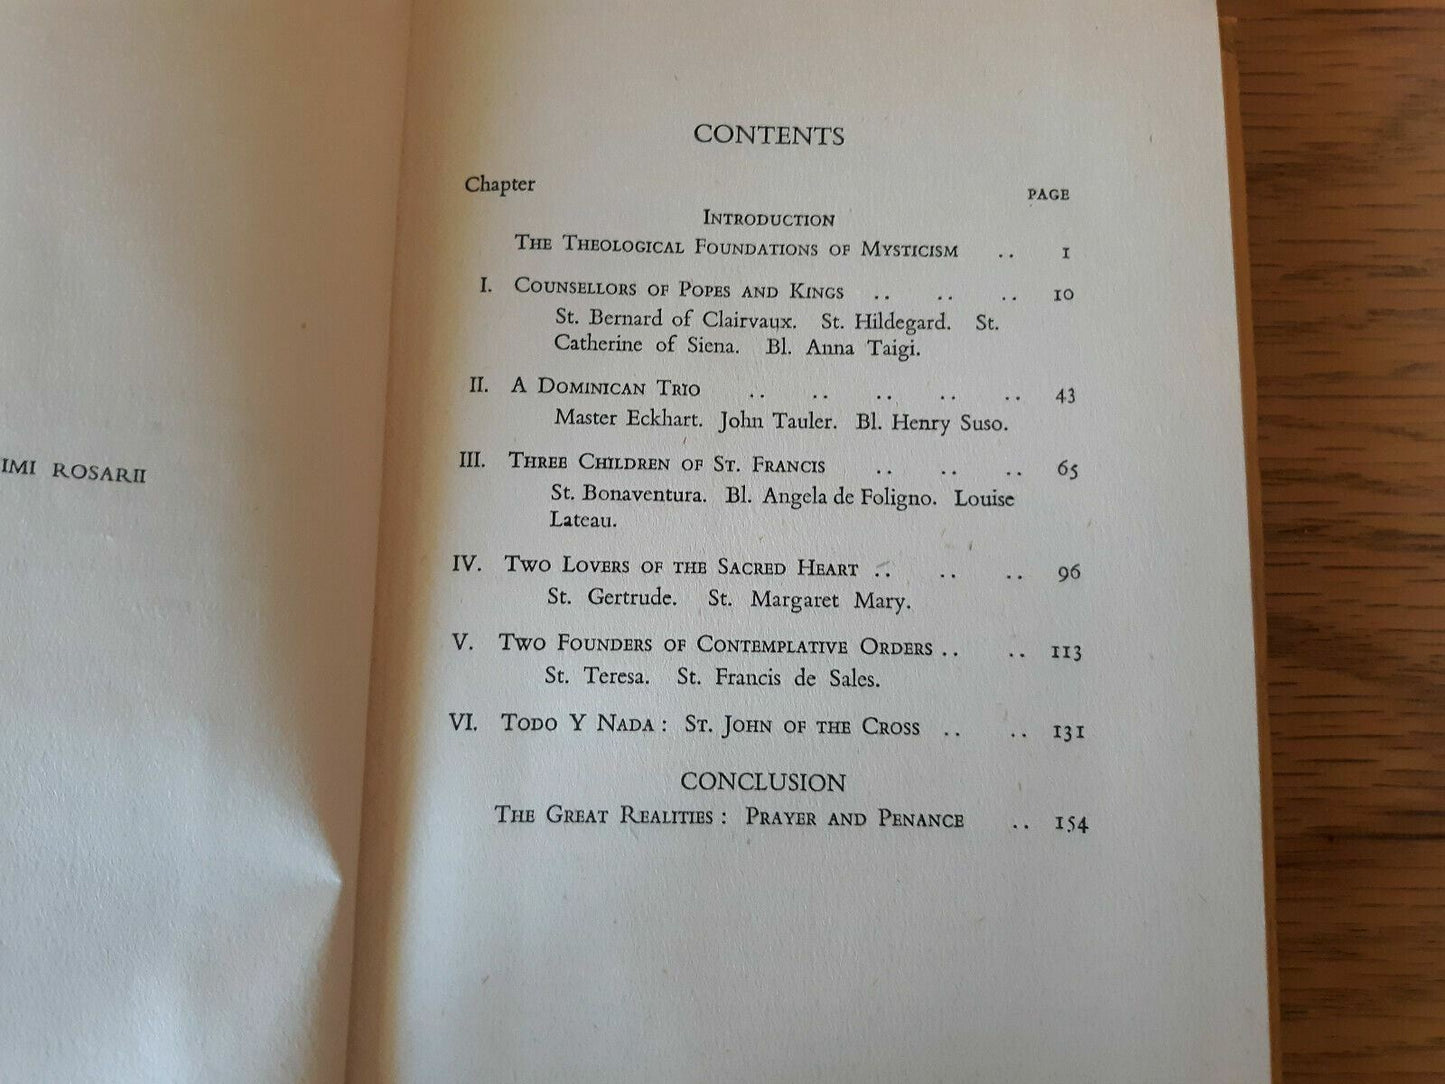 IMI ROSARII
CONTENTS
Chapter
PAGE
INTRODUCTION
THE THEOLOGICAL FOUNDATIONS OF MYSTICISM .. 1
I. COUNSELLORS OF POPES AND KINGS .. .. .. 10
St. Bernard of Clairvaux. St. Hildegard. St.
Catherine of Siena. Bl. Anna Taigi.
II. A DOMINICAN TRIO .. .. .. .. .. 43
Master Eckhart. John Tauler. Bl. Henry Suso.
III. THREE CHILDREN OF ST. FRANCIS .. .. .. 65
St. Bonaventura. Bl. Angela de Foligno. Louise
Lateau.
IV. TWO LOVERS OF THE SACRED HEART .. .. .. 96
St. Gertrude. St. Margaret Mary.
V. TWO FOUNDERS OF CONTEMPLATIVE ORDERS .. .. 113
St. Teresa. St. Francis de Sales.
VI. TODO Y NADA : ST. JOHN OF THE CROSS .. .. 131
CONCLUSION
THE GREAT REALITIES : PRAYER AND PENANCE .. 154